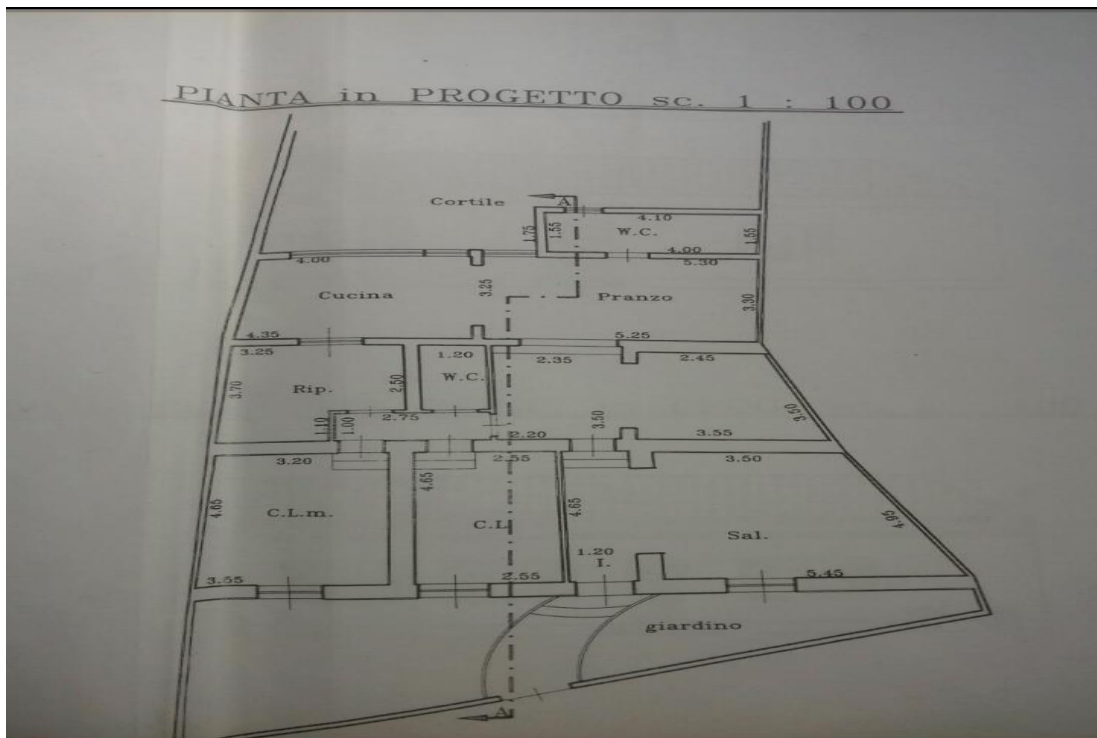 PIANTA in PROGETTO sc. 1 : 100
Cortile
A
4.10
1.75
1.55
W.C.
1.55
4.00
4.00
5.30
Cucina
3.25
Pranzo
3.30
4.35
5.25
3.25
1.20
2.35
2.45
3.70
Rip.
2.50
W.C.
1.10
1.00
2.75
3.50
3.50
2.20
3.55
3.20
2.55
3.50
4.65
C.L.m.
4.65
C.L
4.65
Sal.
4.95
1.20
I.
3.55
2.55
5.45
giardino
A